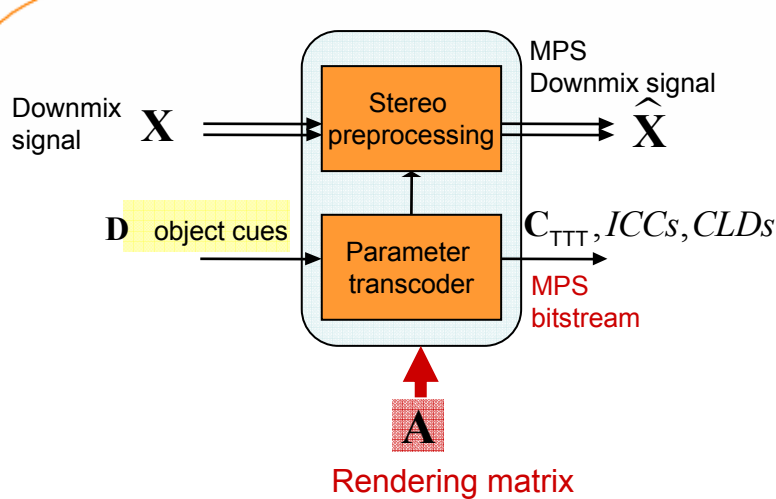 MPS
Downmix signal
Downmix
signal
X
Stereo
preprocessing
X̂
D object cues
Parameter
transcoder
C_TTT, ICCs, CLDs
MPS
bitstream
A
Rendering matrix